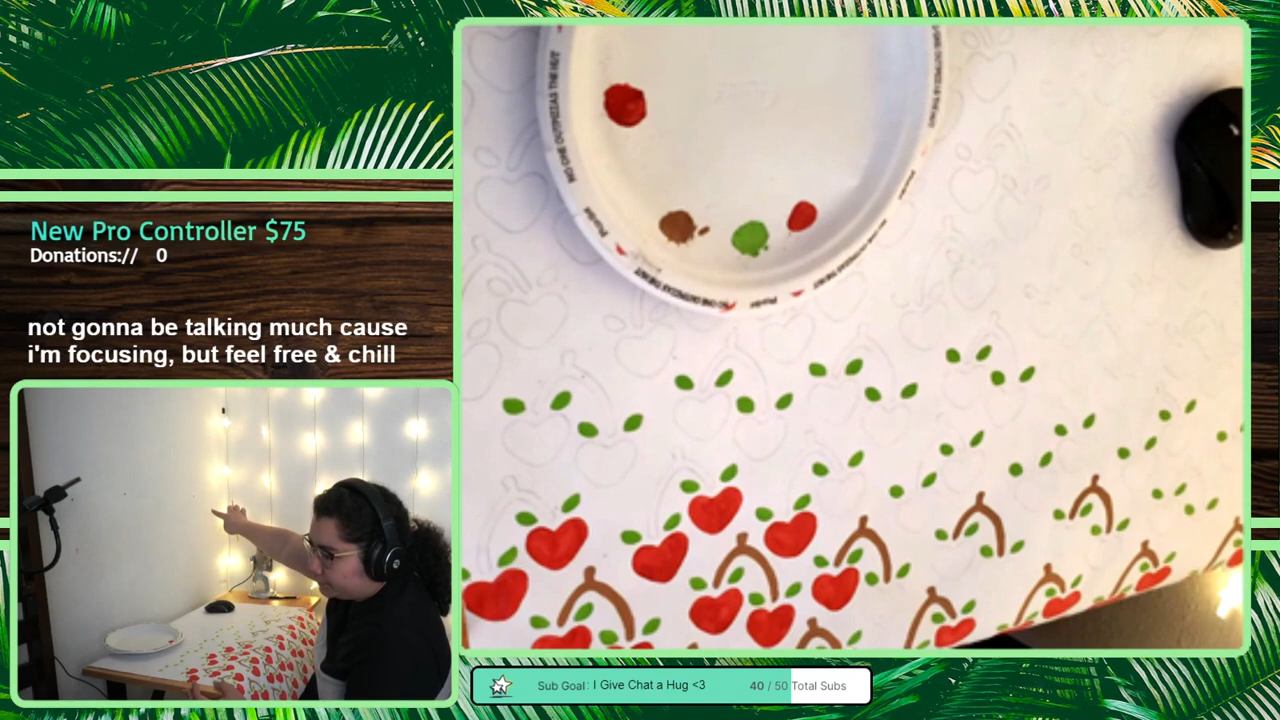 New Pro Controller $75
Donations:// 0
not gonna be talking much cause
i'm focusing, but feel free & chill
Sub Goal: I Give Chat a Hug <3 40 / 50 Total Subs